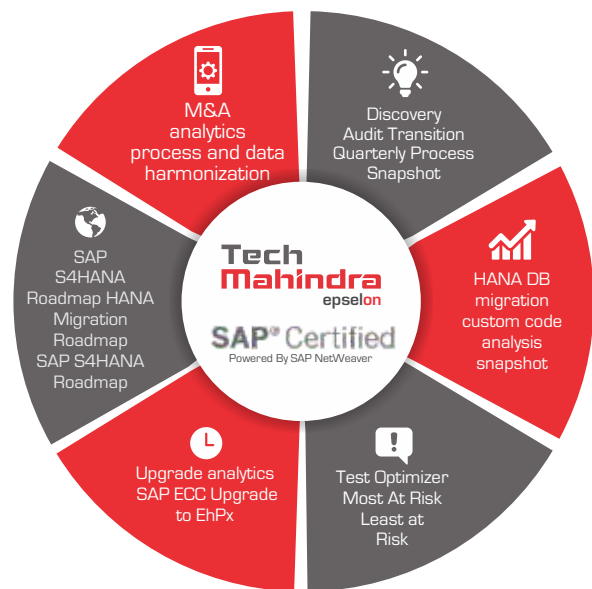 M&A
analytics
process and data
harmonization
Discovery
Audit Transition
Quarterly Process
Snapshot
SAP
S4HANA
Roadmap HANA
Migration
Roadmap
SAP S4HANA
Roadmap
Tech
Mahindra
epselon
SAP® Certified
Powered By SAP NetWeaver
HANA DB
migration
custom code
analysis
snapshot
Upgrade analytics
SAP ECC Upgrade
to EhPx
Test Optimizer
Most At Risk
Least at
Risk